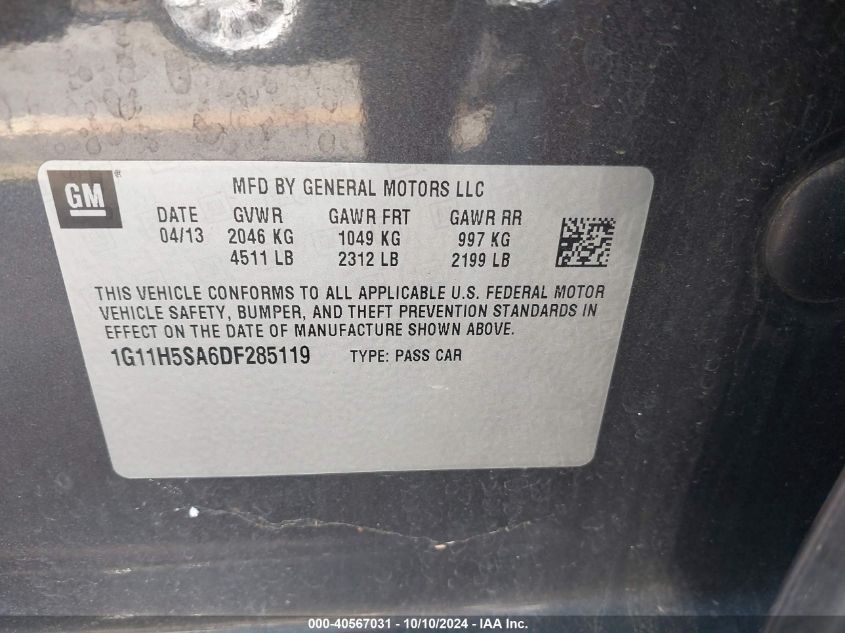 GM
MFD BY GENERAL MOTORS LLC
DATE GVWR GAWR FRT GAWR RR
04/13 2046 KG 1049 KG 997 KG
4511 LB 2312 LB 2199 LB
THIS VEHICLE CONFORMS TO ALL APPLICABLE U.S. FEDERAL MOTOR
VEHICLE SAFETY, BUMPER, AND THEFT PREVENTION STANDARDS IN
EFFECT ON THE DATE OF MANUFACTURE SHOWN ABOVE.
1G11H5SA6DF285119 TYPE: PASS CAR
000-40567031 - 10/10/2024 - IAA Inc.